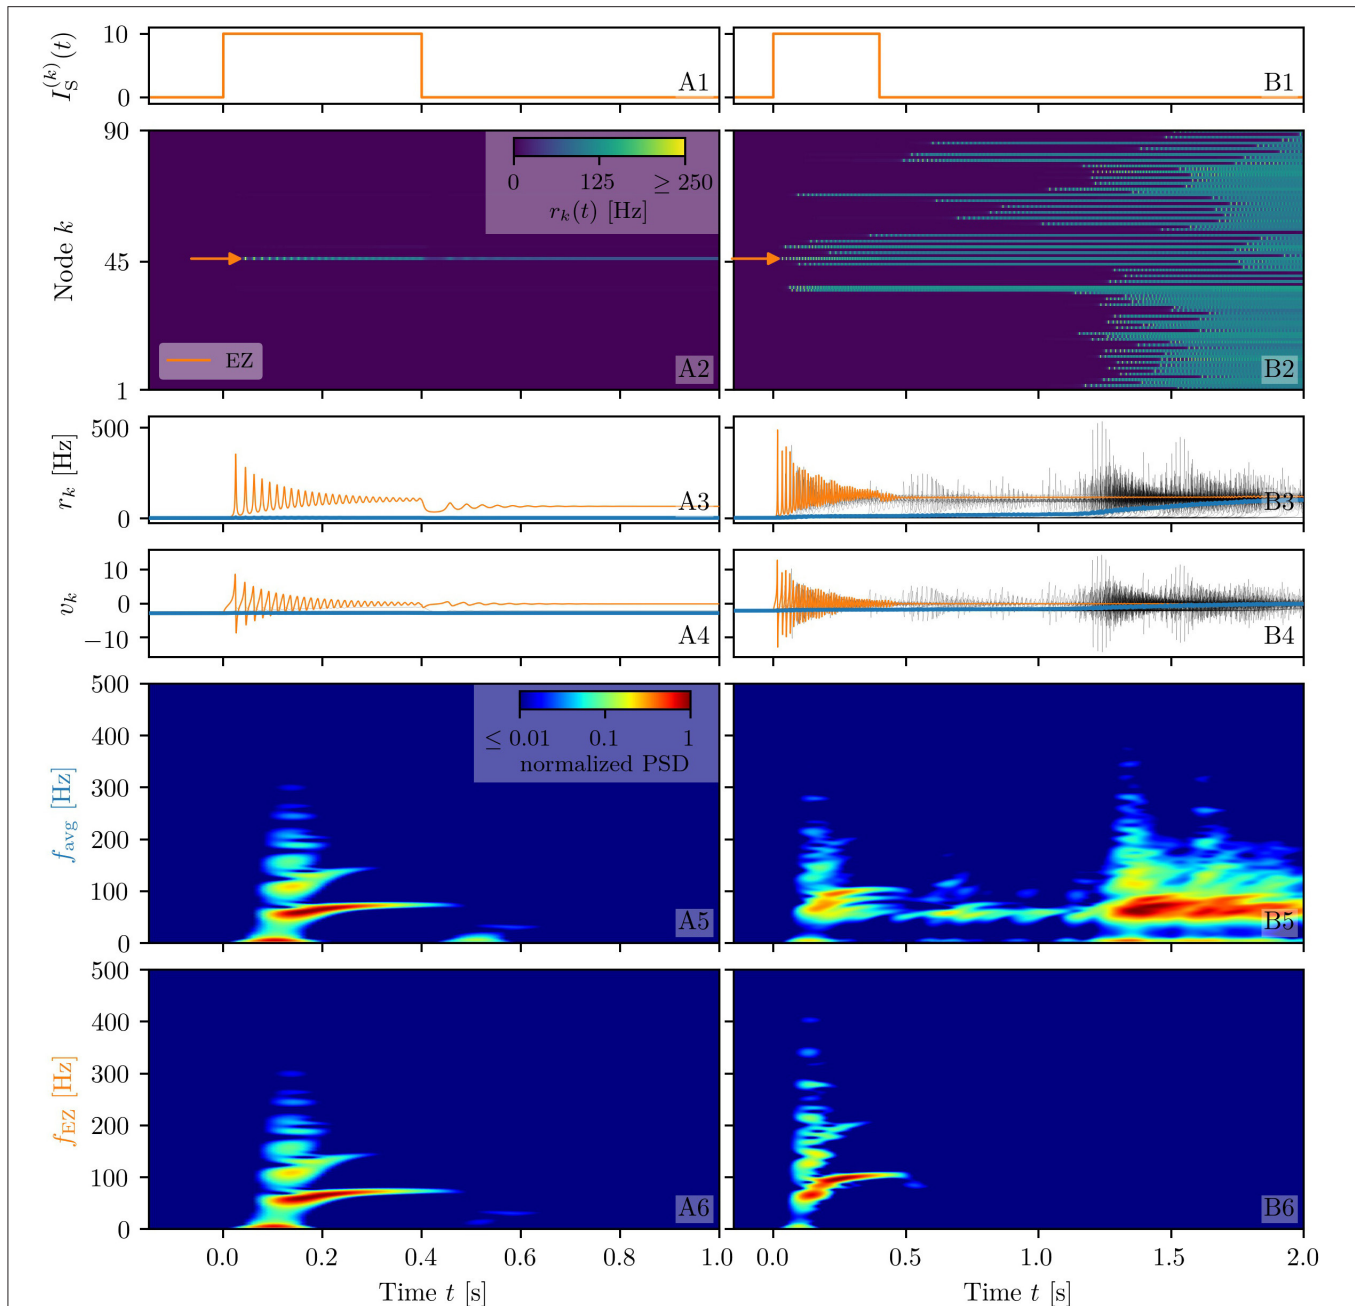 I_S^(k)(t)
10
0
A1
B1
Node k
90
45
1
0 125 ≥ 250
r_k(t) [Hz]
EZ
A2
B2
r_k [Hz]
500
0
A3
B3
v_k
10
0
−10
A4
B4
f_avg [Hz]
500
400
300
200
100
0
≤ 0.01 0.1 1
normalized PSD
A5
B5
f_EZ [Hz]
500
400
300
200
100
0
A6
B6
0.0 0.2 0.4 0.6 0.8 1.0
0.0 0.5 1.0 1.5 2.0
Time t [s]
Time t [s]